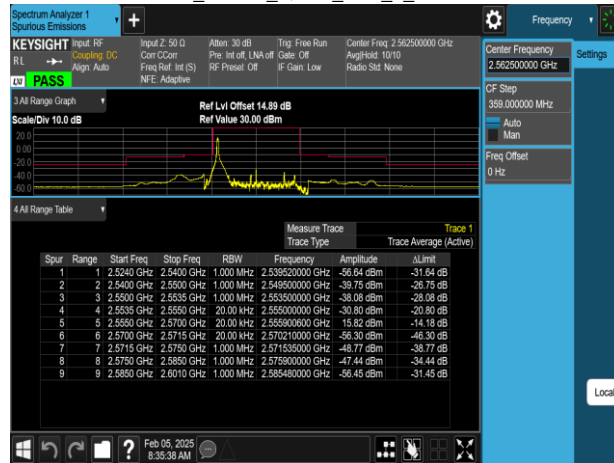 Spectrum Analyzer 1
Spurious Emissions
Frequency
KEYSIGHT
RL
LXI
PASS
Input: RF
Coupling: DC
Align: Auto
Input Z: 50 Ω
Corr CCorr
Freq Ref: Int (S)
NFE: Adaptive
Atten: 30 dB
Pre: Int off, LNA off
RF Preset: Off
Trig: Free Run
Gate: Off
IF Gain: Low
Center Freq: 2.562500000 GHz
Avg|Hold: 10/10
Radio Std: None
Center Frequency
2.562500000 GHz
Settings
CF Step
359.000000 MHz
Auto
Man
Freq Offset
0 Hz
3 All Range Graph
Scale/Div 10.0 dB
Ref Lvl Offset 14.89 dB
Ref Value 30.00 dBm
20.0
0.00
-20.0
-40.0
-60.0
4 All Range Table
Measure Trace Trace 1
Trace Type Trace Average (Active)
Spur Range Start Freq Stop Freq RBW Frequency Amplitude ΔLimit
1 1 2.5240 GHz 2.5400 GHz 1.000 MHz 2.539520000 GHz -56.64 dBm -31.64 dB
2 2 2.5400 GHz 2.5500 GHz 1.000 MHz 2.549500000 GHz -39.75 dBm -26.75 dB
3 3 2.5500 GHz 2.5535 GHz 1.000 MHz 2.553500000 GHz -38.08 dBm -28.08 dB
4 4 2.5535 GHz 2.5550 GHz 20.00 kHz 2.555000000 GHz -30.80 dBm -20.80 dB
5 5 2.5550 GHz 2.5700 GHz 20.00 kHz 2.555900600 GHz 15.82 dBm -14.18 dB
6 6 2.5700 GHz 2.5715 GHz 20.00 kHz 2.570210000 GHz -56.30 dBm -46.30 dB
7 7 2.5715 GHz 2.5750 GHz 1.000 MHz 2.571535000 GHz -48.77 dBm -38.77 dB
8 8 2.5750 GHz 2.5850 GHz 1.000 MHz 2.575900000 GHz -47.44 dBm -34.44 dB
9 9 2.5850 GHz 2.6010 GHz 1.000 MHz 2.585480000 GHz -56.45 dBm -31.45 dB
Local
?
Feb 05, 2025
8:35:38 AM